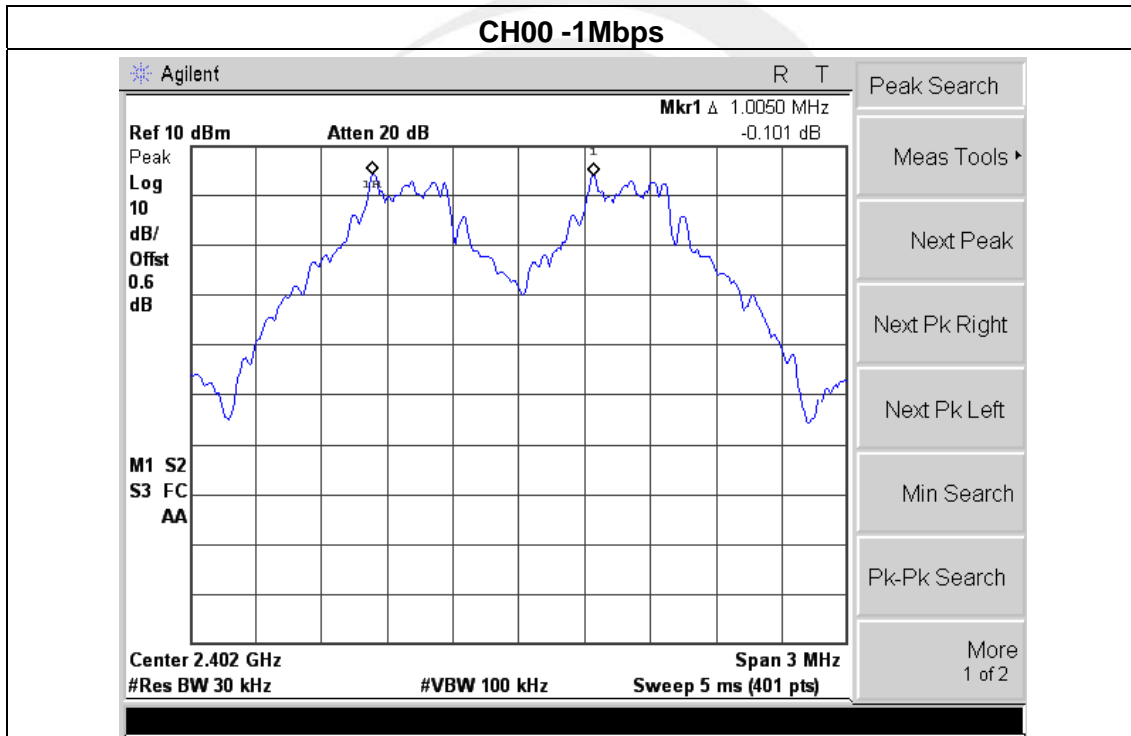 CH00 -1Mbps
Agilent R T
Mkr1 Δ 1.0050 MHz
Ref 10 dBm Atten 20 dB -0.101 dB
Peak
Log
10
dB/
Offst
0.6
dB
1R
1
M1 S2
S3 FC
AA
Center 2.402 GHz Span 3 MHz
#Res BW 30 kHz #VBW 100 kHz Sweep 5 ms (401 pts)
Peak Search
Meas Tools
Next Peak
Next Pk Right
Next Pk Left
Min Search
Pk-Pk Search
More
1 of 2